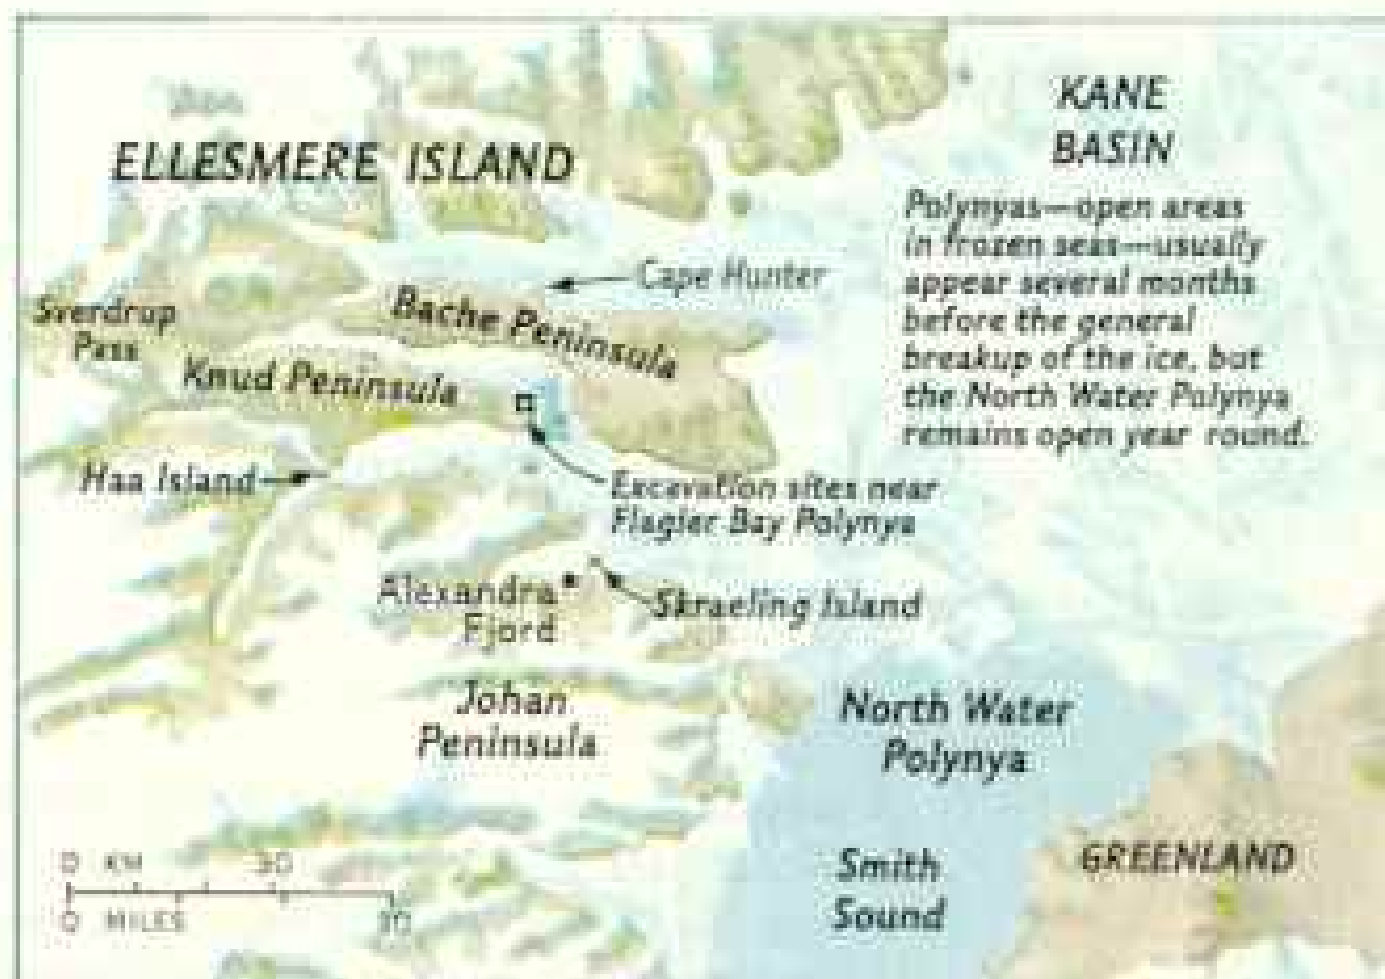 KANE
BASIN
ELLESMERE ISLAND
Polynyas—open areas
in frozen seas—usually
appear several months
before the general
breakup of the ice, but
the North Water Polynya
remains open year round.
Cape Hunter
Bache Peninsula
Sverdrup
Pass
Knud Peninsula
Haa Island
Excavation sites near
Flagler Bay Polynya
Alexandra
Fjord
Skraeling Island
Johan
Peninsula
North Water
Polynya
GREENLAND
Smith
Sound
0 KM 30
0 MILES 30